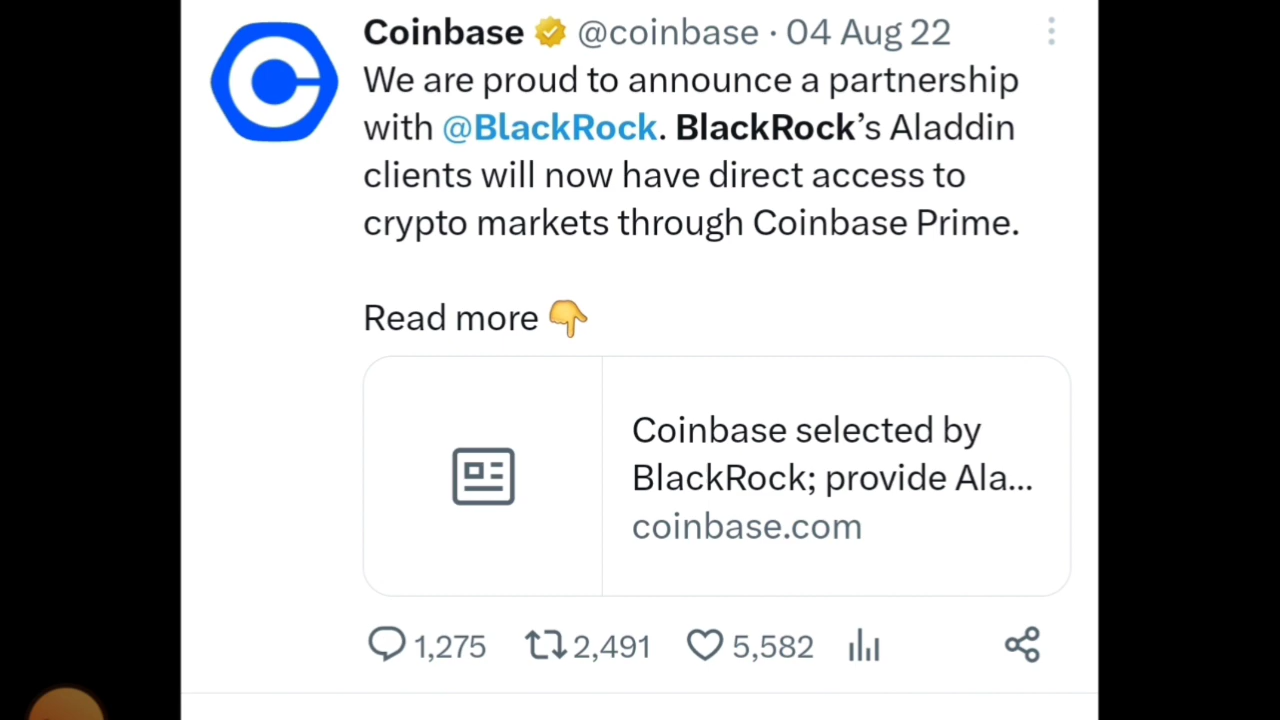 Coinbase @coinbase · 04 Aug 22
We are proud to announce a partnership
with @BlackRock. BlackRock’s Aladdin
clients will now have direct access to
crypto markets through Coinbase Prime.
Read more 👇
Coinbase selected by
BlackRock; provide Ala...
coinbase.com
1,275 2,491 5,582